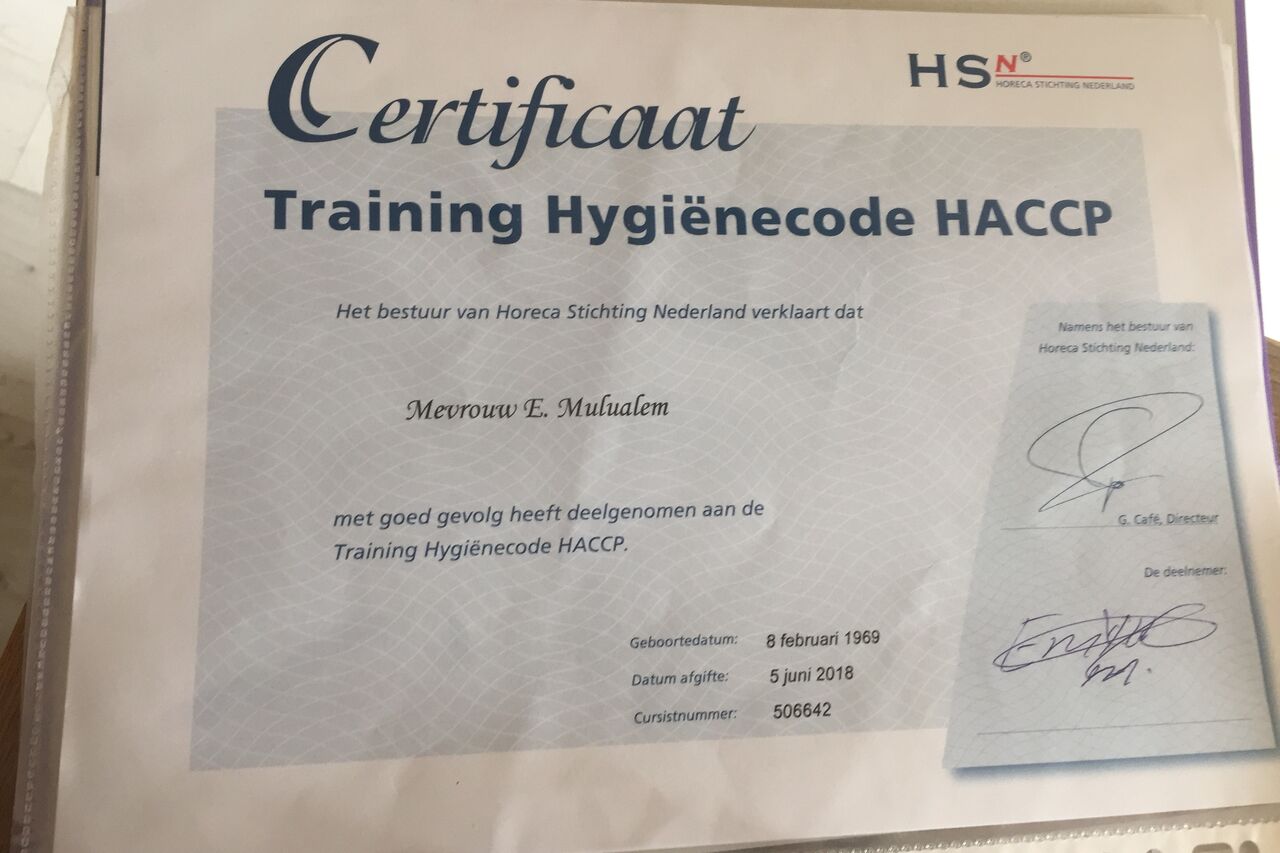 Certificaat
HSN®
HORECA STICHTING NEDERLAND
Training Hygiënecode HACCP
Het bestuur van Horeca Stichting Nederland verklaart dat
Mevrouw E. Mulualem
met goed gevolg heeft deelgenomen aan de
Training Hygiënecode HACCP.
Geboortedatum: 8 februari 1969
Datum afgifte: 5 juni 2018
Cursistnummer: 506642
Namens het bestuur van
Horeca Stichting Nederland:
G. Café, Directeur
De deelnemer: